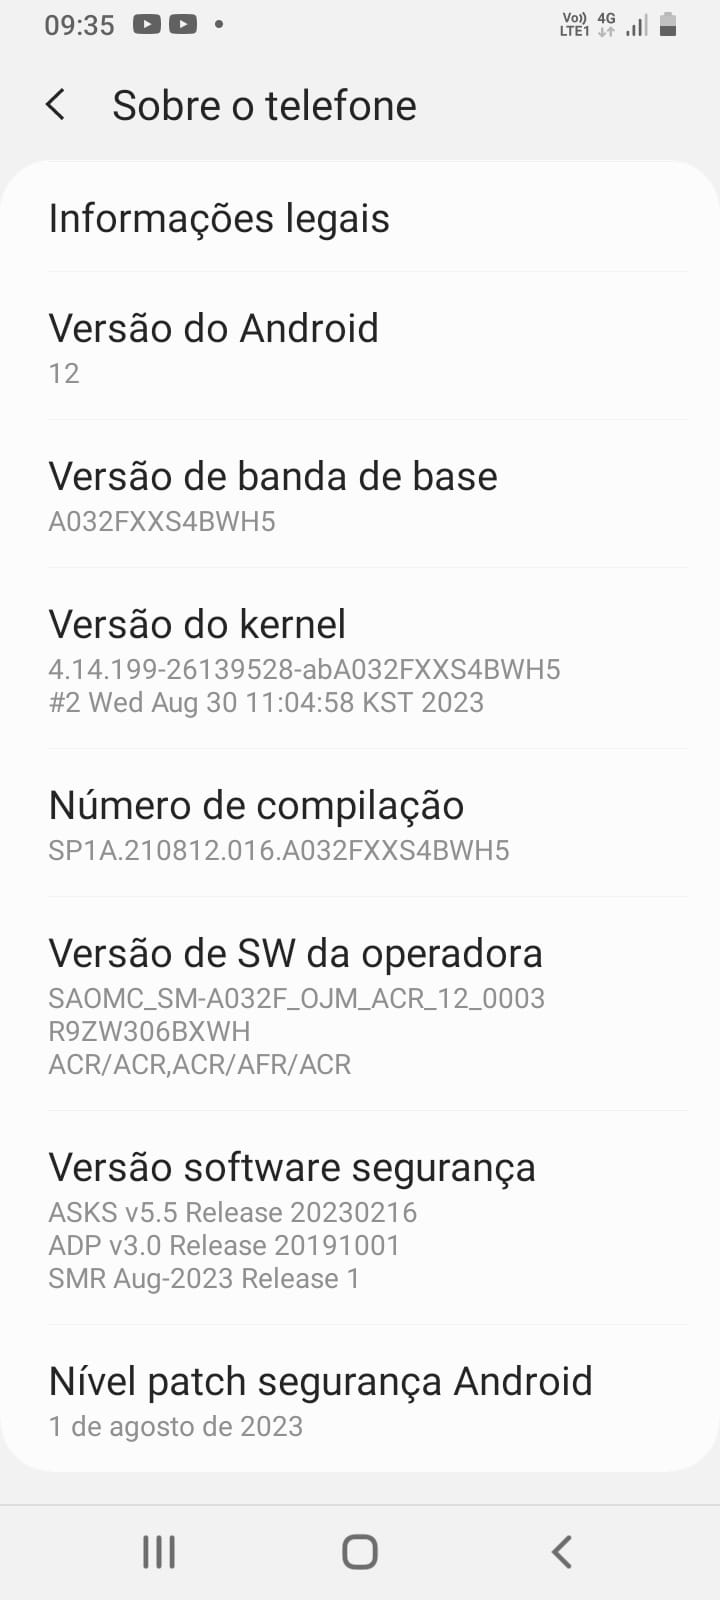 09:35
Vo)) 4G
LTE1
Sobre o telefone
Informações legais
Versão do Android
12
Versão de banda de base
A032FXXS4BWH5
Versão do kernel
4.14.199-26139528-abA032FXXS4BWH5
#2 Wed Aug 30 11:04:58 KST 2023
Número de compilação
SP1A.210812.016.A032FXXS4BWH5
Versão de SW da operadora
SAOMC_SM-A032F_OJM_ACR_12_0003
R9ZW306BXWH
ACR/ACR,ACR/AFR/ACR
Versão software segurança
ASKS v5.5 Release 20230216
ADP v3.0 Release 20191001
SMR Aug-2023 Release 1
Nível patch segurança Android
1 de agosto de 2023